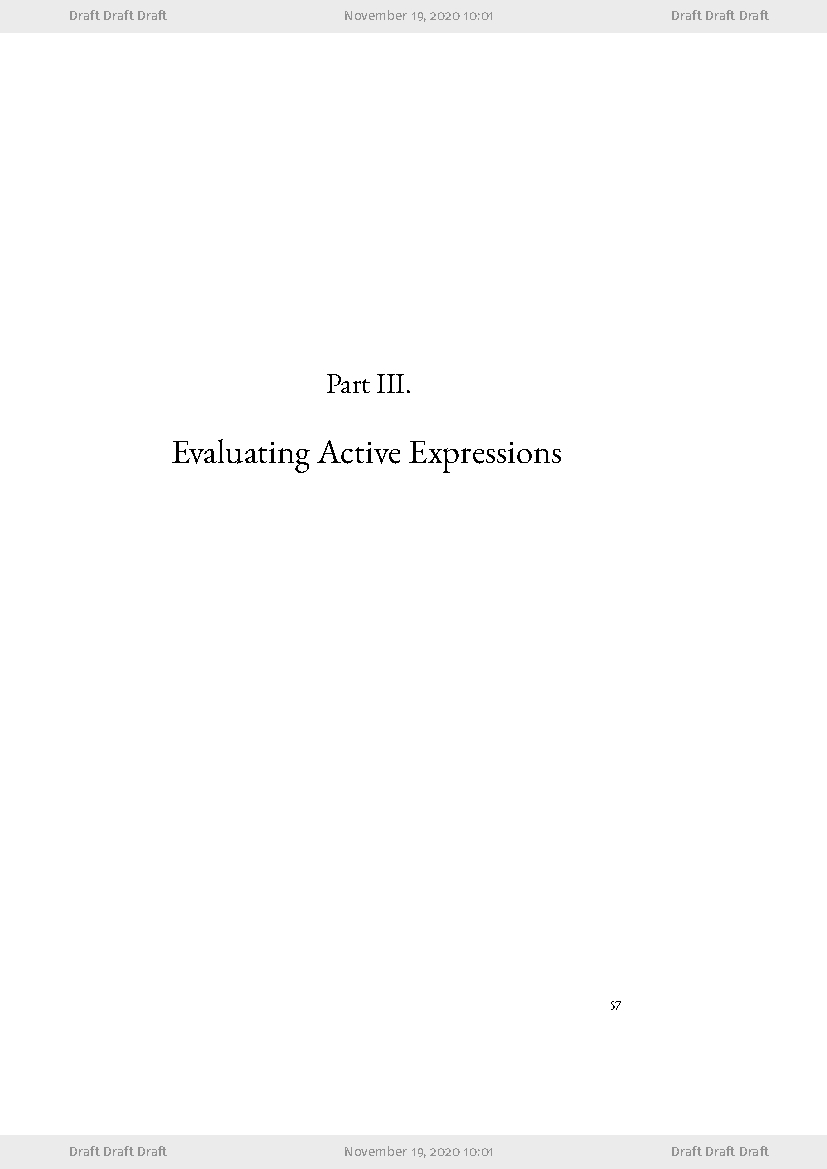 Draft Draft Draft November 19, 2020 10:01 Draft Draft Draft
Part III.
Evaluating Active Expressions
57
Draft Draft Draft November 19, 2020 10:01 Draft Draft Draft